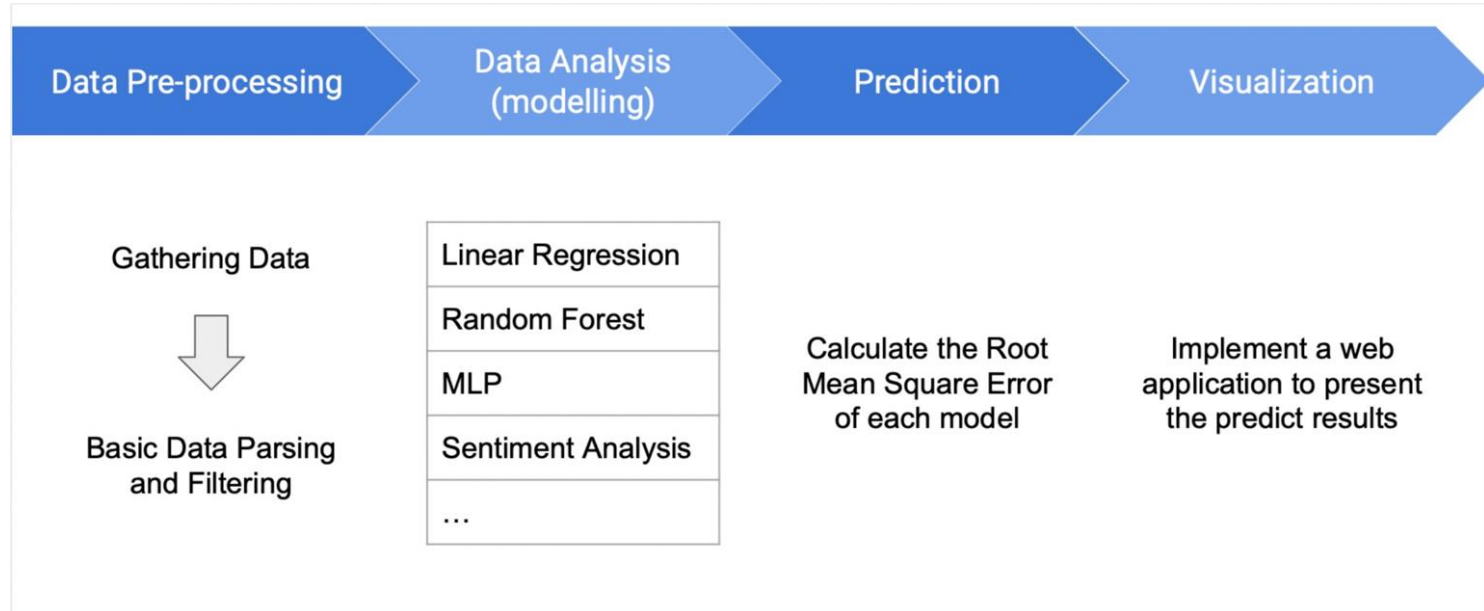 Data Pre-processing
Data Analysis
(modelling)
Prediction
Visualization
Gathering Data
Basic Data Parsing
and Filtering
Linear Regression
Random Forest
MLP
Sentiment Analysis
...
Calculate the Root
Mean Square Error
of each model
Implement a web
application to present
the predict results